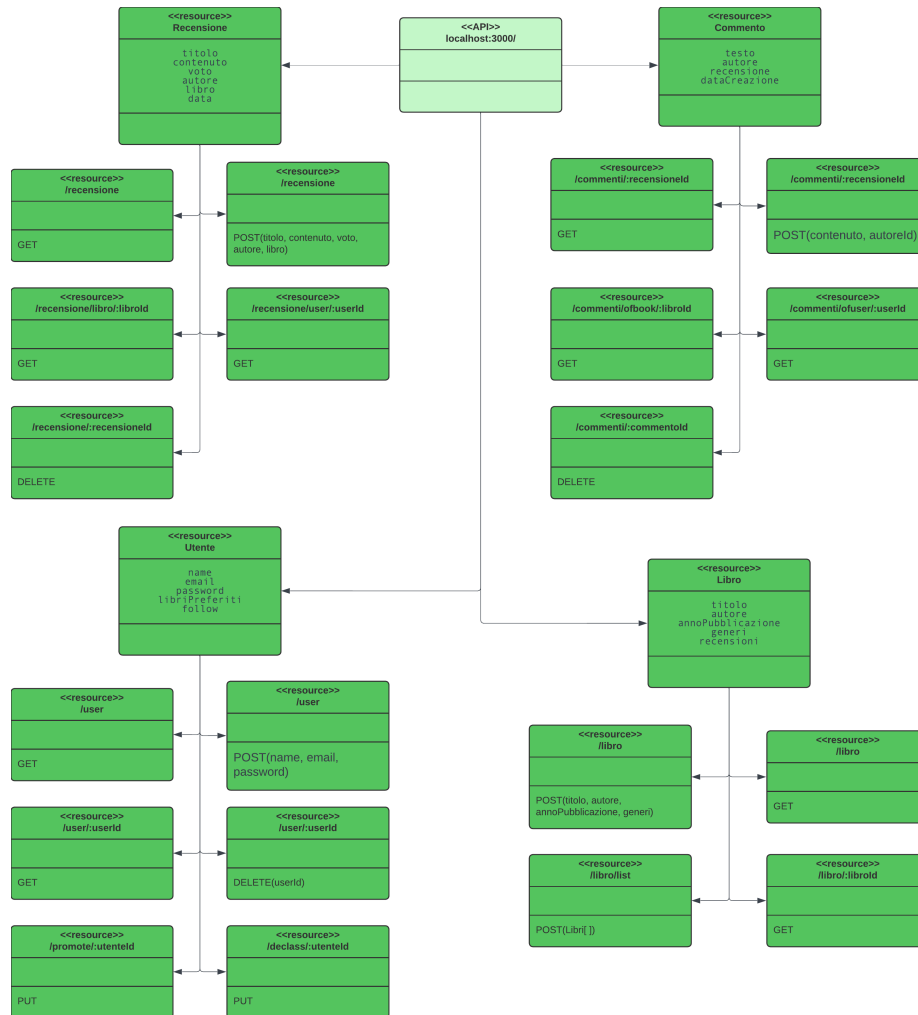 <<resource>>
Recensione
titolo
contenuto
voto
autore
libro
data
<<API>>
localhost:3000/
<<resource>>
Commento
testo
autore
recensione
dataCreazione
<<resource>>
/recensione
GET
<<resource>>
/recensione
POST(titolo, contenuto, voto,
autore, libro)
<<resource>>
/commenti/:recensioneId
GET
<<resource>>
/commenti/:recensioneId
POST(contenuto, autoreId)
<<resource>>
/recensione/libro/:libroId
GET
<<resource>>
/recensione/user/:userId
GET
<<resource>>
/commenti/ofbook/:libroId
GET
<<resource>>
/commenti/ofuser/:userId
GET
<<resource>>
/recensione/:recensioneId
DELETE
<<resource>>
/commenti/:commentoId
DELETE
<<resource>>
Utente
name
email
password
libriPreferiti
follow
<<resource>>
Libro
titolo
autore
annoPubblicazione
generi
recensioni
<<resource>>
/user
GET
<<resource>>
/user
POST(name, email,
password)
<<resource>>
/libro
POST(titolo, autore,
annoPubblicazione, generi)
<<resource>>
/libro
GET
<<resource>>
/user/:userId
GET
<<resource>>
/user/:userId
DELETE(userId)
<<resource>>
/libro/list
POST(Libri[ ])
<<resource>>
/libro/:libroId
GET
<<resource>>
/promote/:utenteId
PUT
<<resource>>
/declass/:utenteId
PUT